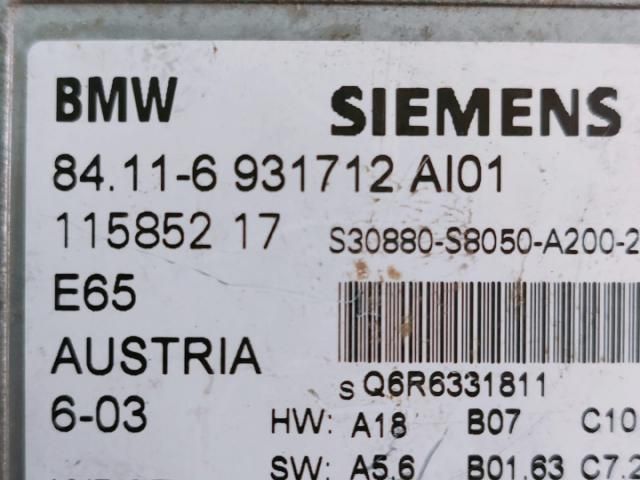 BMW SIEMENS
84.11-6 931712 AI01
115852 17 S30880-S8050-A200-2
E65
AUSTRIA
S Q6R6331811
6-03 HW: A18 B07 C10
SW: A5.6 B01.63 C7.2